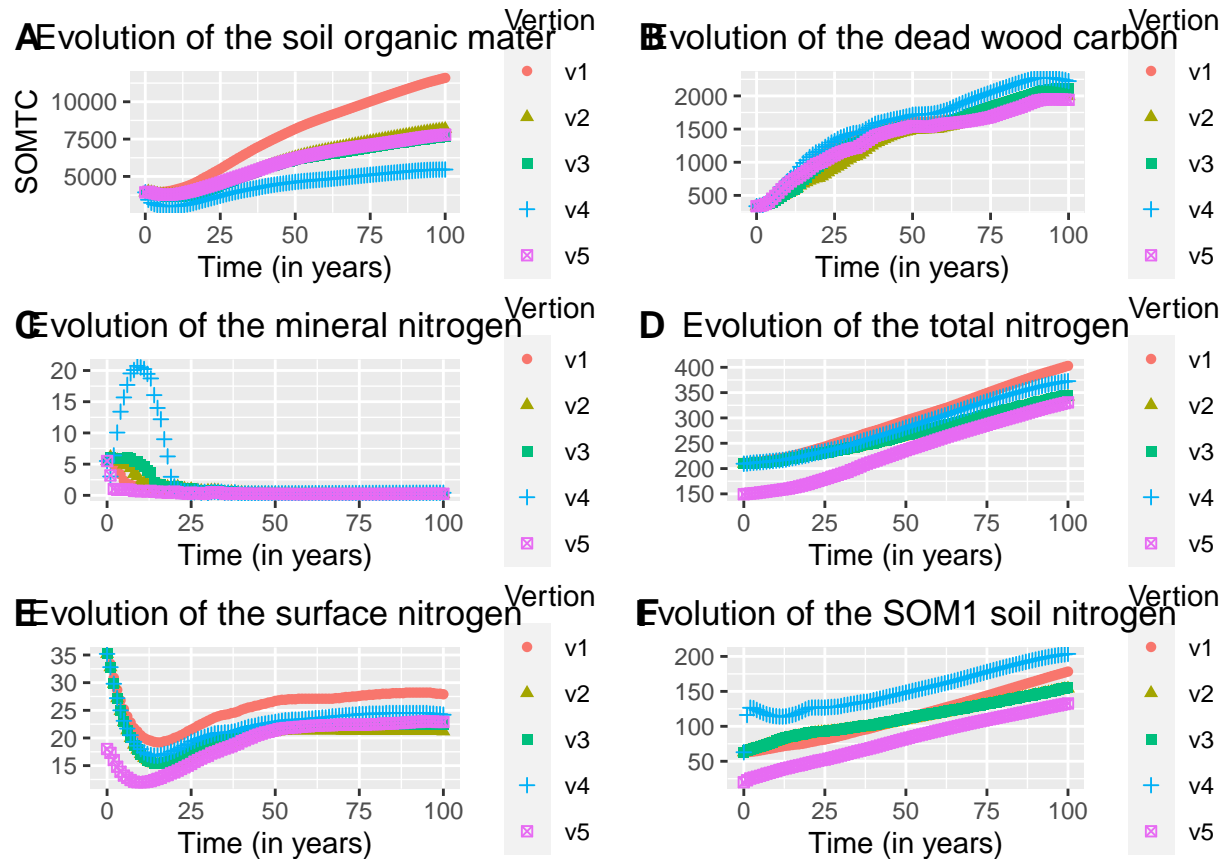 A Evolution of the soil organic mater
SOMTC
10000
7500
5000
0 25 50 75 100
Time (in years)
Vertion
v1
v2
v3
v4
v5
B Evolution of the dead wood carbon
2000
1500
1000
500
0 25 50 75 100
Time (in years)
Vertion
v1
v2
v3
v4
v5
C Evolution of the mineral nitrogen
20
15
10
5
0
0 25 50 75 100
Time (in years)
Vertion
v1
v2
v3
v4
v5
D Evolution of the total nitrogen
400
350
300
250
200
150
0 25 50 75 100
Time (in years)
Vertion
v1
v2
v3
v4
v5
E Evolution of the surface nitrogen
35
30
25
20
15
0 25 50 75 100
Time (in years)
Vertion
v1
v2
v3
v4
v5
F Evolution of the SOM1 soil nitrogen
200
150
100
50
0 25 50 75 100
Time (in years)
Vertion
v1
v2
v3
v4
v5